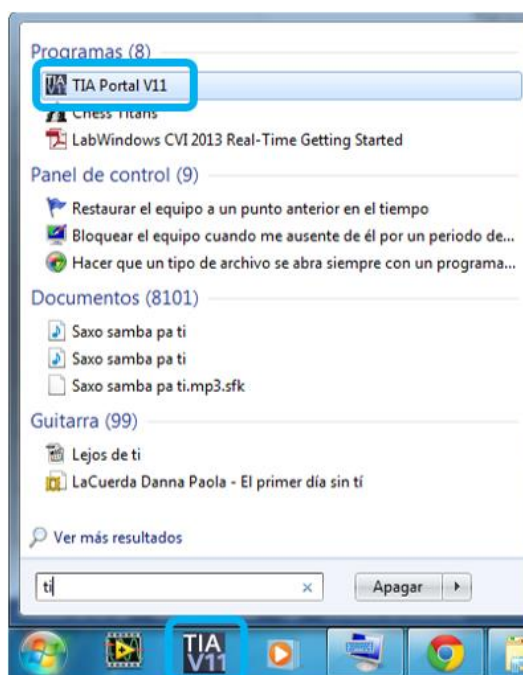 Programas (8)
TIA Portal V11
Chess Titans
LabWindows CVI 2013 Real-Time Getting Started
Panel de control (9)
Restaurar el equipo a un punto anterior en el tiempo
Bloquear el equipo cuando me ausente de él por un periodo de...
Hacer que un tipo de archivo se abra siempre con un programa...
Documentos (8101)
Saxo samba pa ti
Saxo samba pa ti
Saxo samba pa ti.mp3.sfk
Guitarra (99)
Lejos de ti
LaCuerda Danna Paola - El primer día sin tí
Ver más resultados
ti
Apagar
TIA
V11